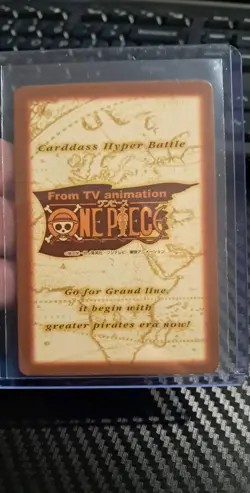 Carddass Hyper Battle
From TV animation
ワンピース
ONE PIECE
Go for Grand line,
it begin with
greater pirates era now!